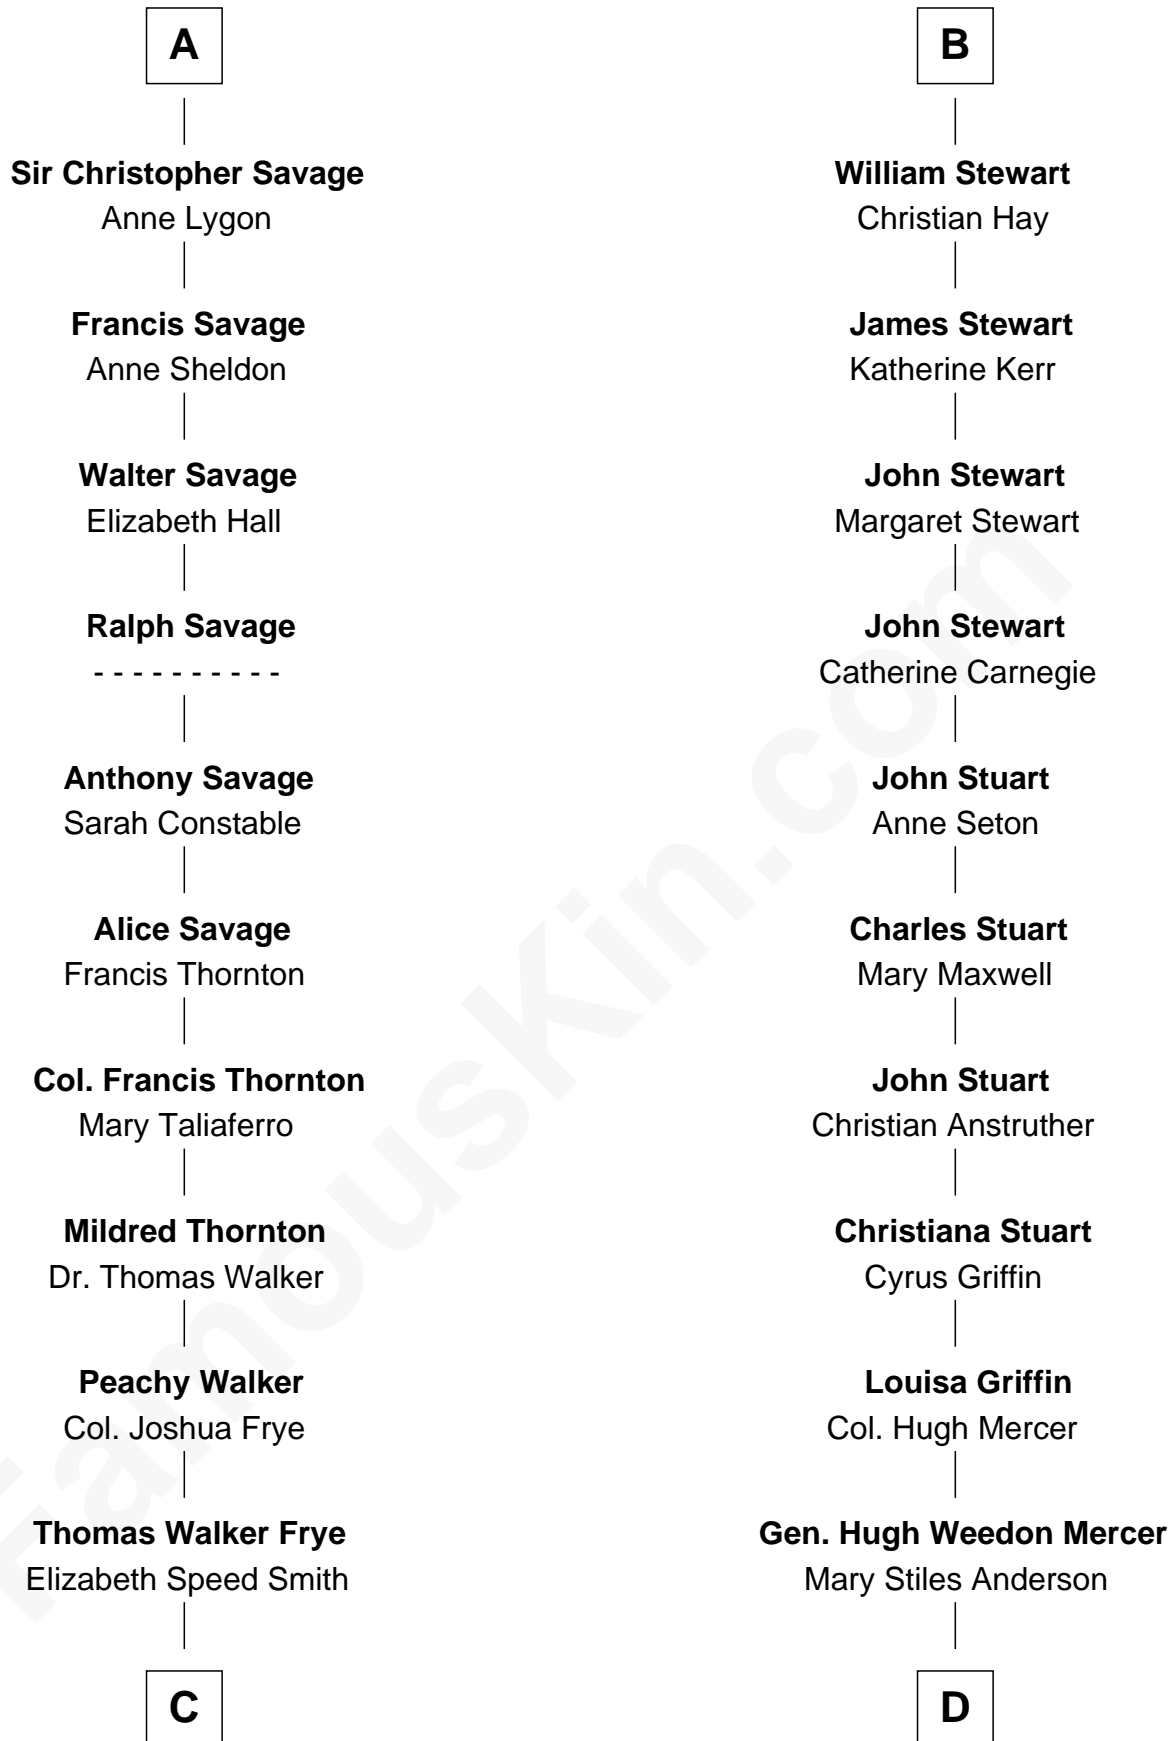 A
Sir Christopher Savage
Anne Lygon
Francis Savage
Anne Sheldon
Walter Savage
Elizabeth Hall
Ralph Savage
- - - - - - - - - -
Anthony Savage
Sarah Constable
Alice Savage
Francis Thornton
Col. Francis Thornton
Mary Taliaferro
Mildred Thornton
Dr. Thomas Walker
Peachy Walker
Col. Joshua Frye
Thomas Walker Frye
Elizabeth Speed Smith
C
B
William Stewart
Christian Hay
James Stewart
Katherine Kerr
John Stewart
Margaret Stewart
John Stewart
Catherine Carnegie
John Stuart
Anne Seton
Charles Stuart
Mary Maxwell
John Stuart
Christian Anstruther
Christiana Stuart
Cyrus Griffin
Louisa Griffin
Col. Hugh Mercer
Gen. Hugh Weedon Mercer
Mary Stiles Anderson
D
FamousKin.com